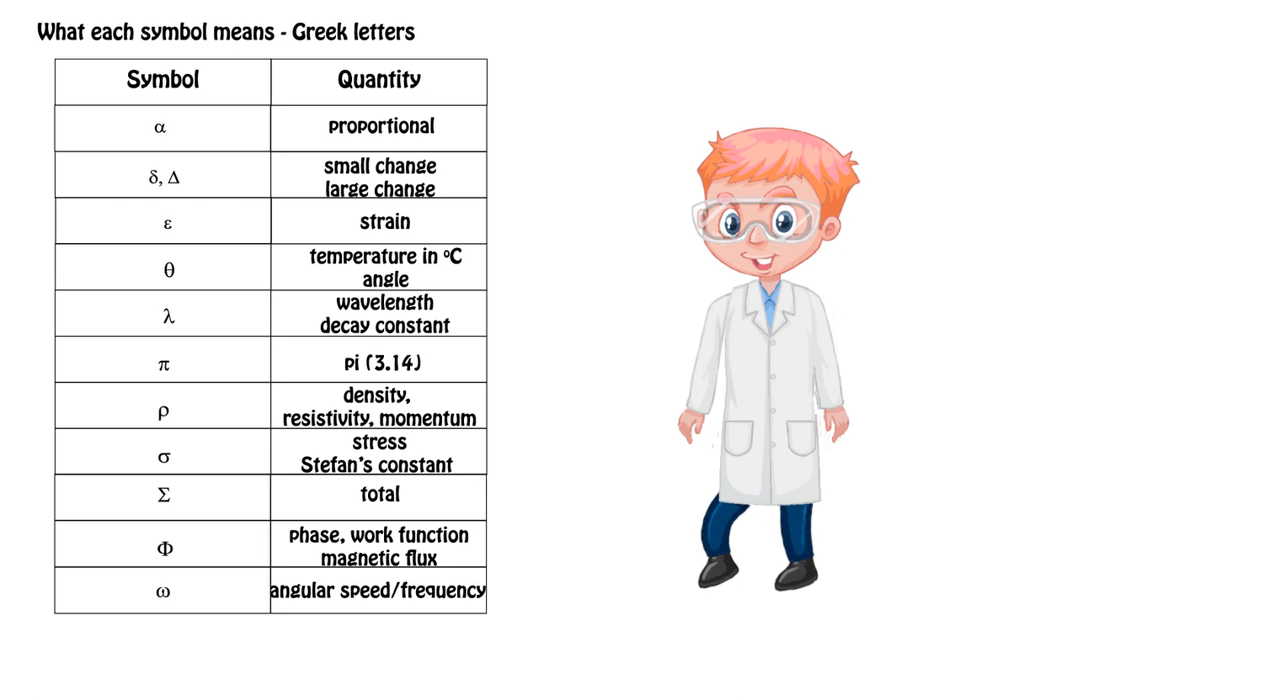 What each symbol means - Greek letters
Symbol Quantity
α proportional
δ, Δ small change
large change
ε strain
θ temperature in ºC
angle
λ wavelength
decay constant
π pi (3.14)
ρ density,
resistivity, momentum
σ stress
Stefan's constant
Σ total
Φ phase, work function
magnetic flux
ω angular speed/frequency